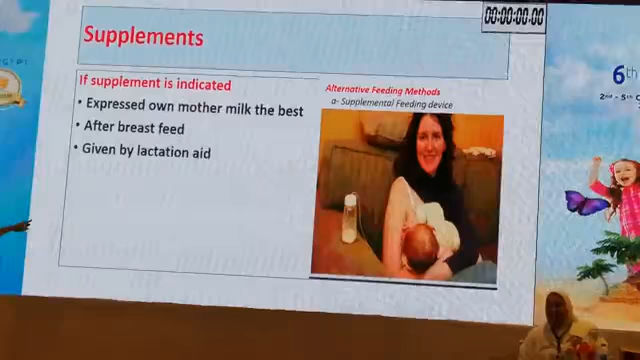 00:00:00:00
Supplements
If supplement is indicated
• Expressed own mother milk the best
• After breast feed
• Given by lactation aid
Alternative Feeding Methods
a- Supplemental Feeding device
6th